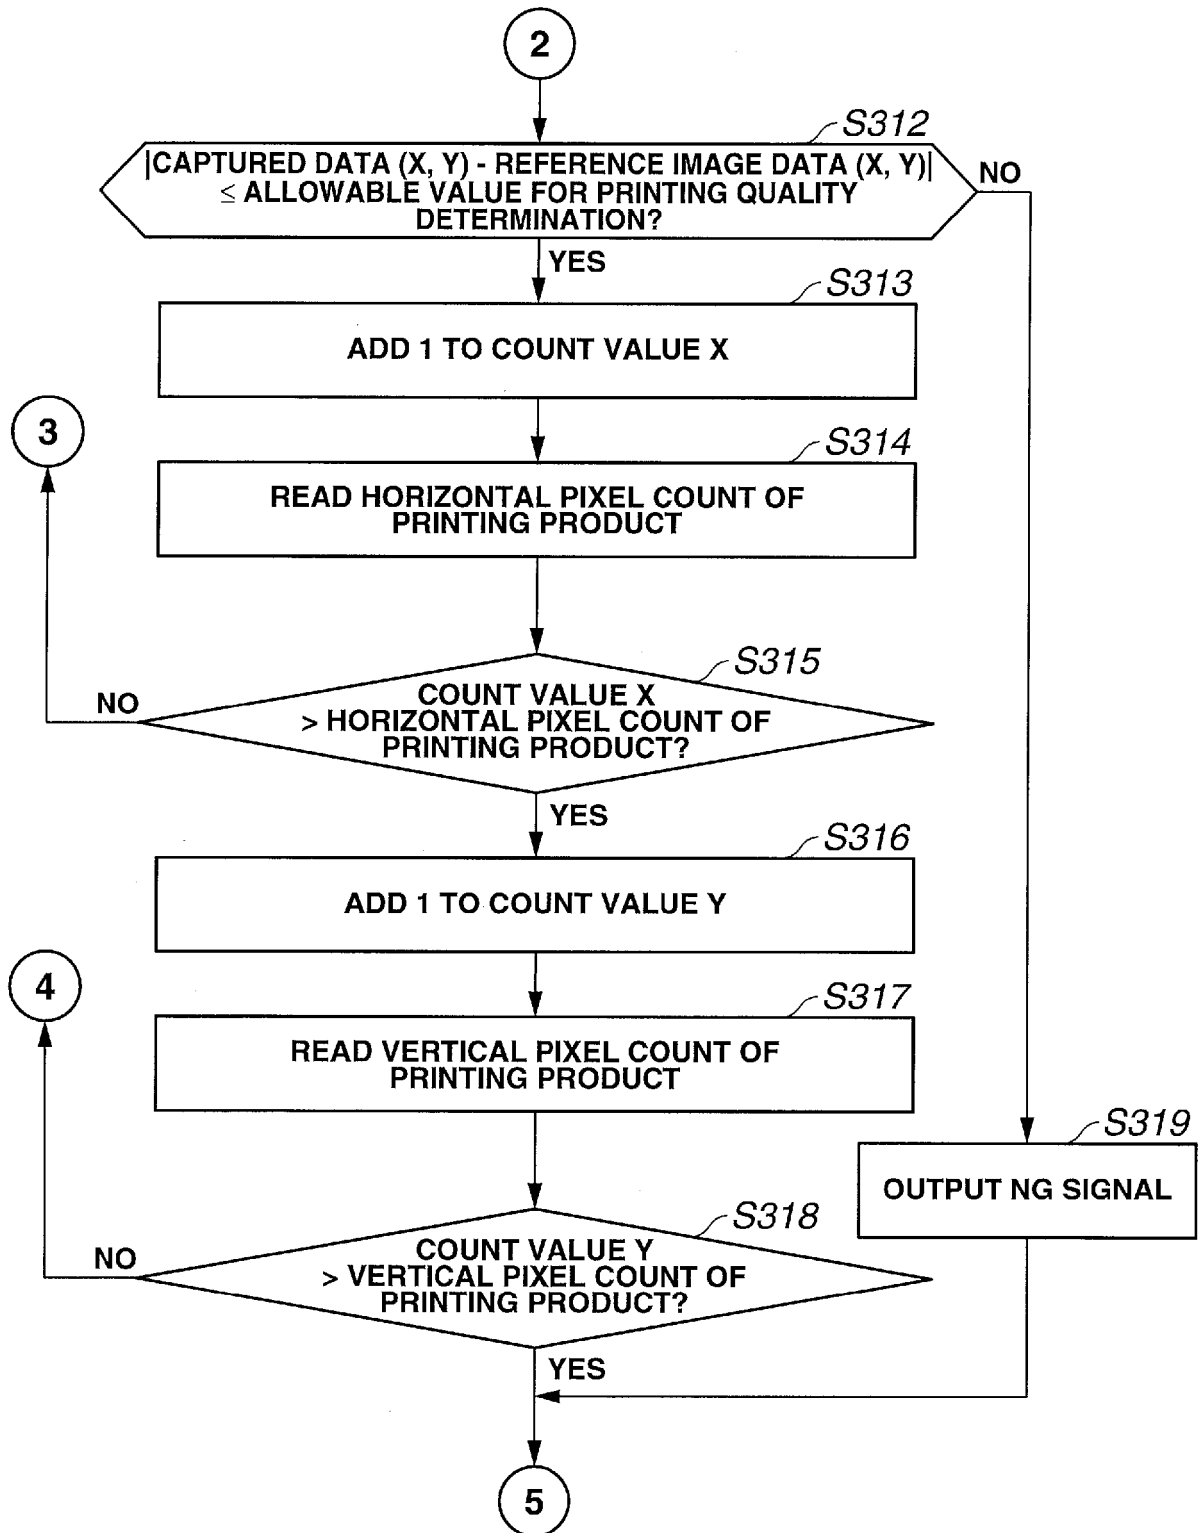 2
S312
|CAPTURED DATA (X, Y) - REFERENCE IMAGE DATA (X, Y)|
≤ ALLOWABLE VALUE FOR PRINTING QUALITY
DETERMINATION?
NO
YES
S313
ADD 1 TO COUNT VALUE X
3
S314
READ HORIZONTAL PIXEL COUNT OF
PRINTING PRODUCT
S315
COUNT VALUE X
> HORIZONTAL PIXEL COUNT OF
PRINTING PRODUCT?
NO
YES
S316
ADD 1 TO COUNT VALUE Y
4
S317
READ VERTICAL PIXEL COUNT OF
PRINTING PRODUCT
S319
OUTPUT NG SIGNAL
S318
COUNT VALUE Y
> VERTICAL PIXEL COUNT OF
PRINTING PRODUCT?
NO
YES
5